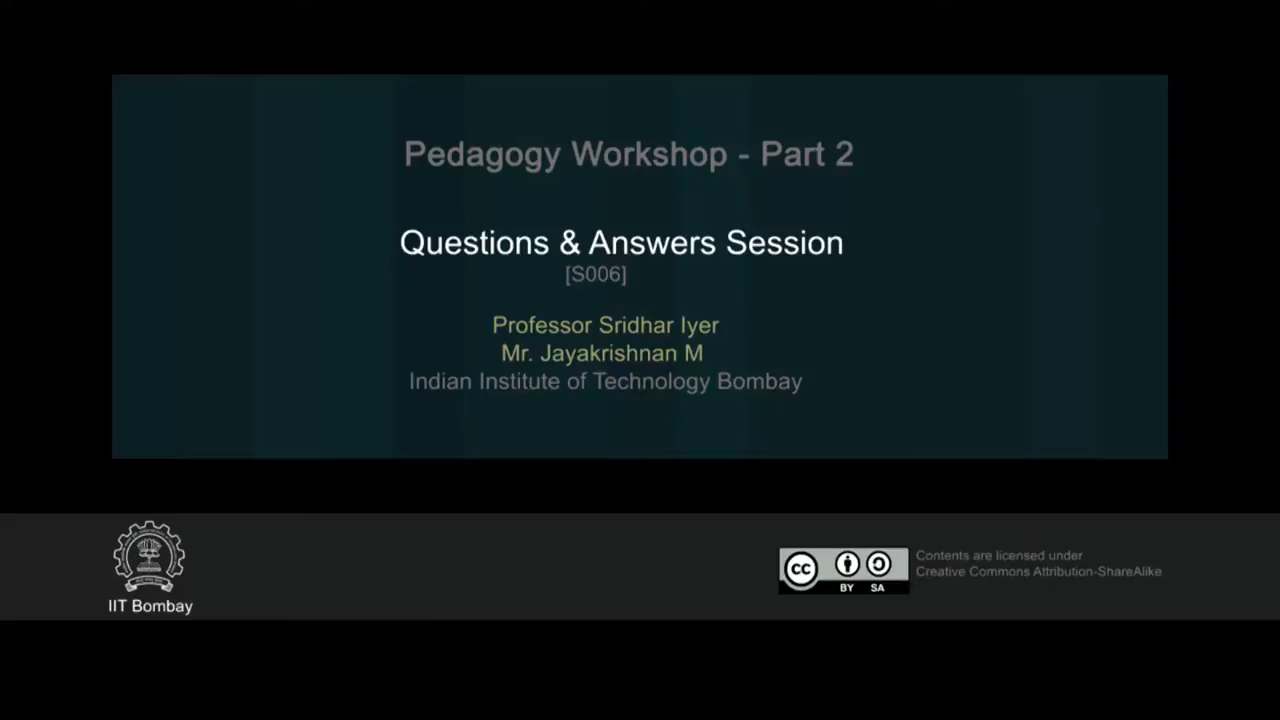 Pedagogy Workshop - Part 2
Questions & Answers Session
[S006]
Professor Sridhar Iyer
Mr. Jayakrishnan M
Indian Institute of Technology Bombay
IIT Bombay
cc
BY SA
Contents are licensed under
Creative Commons Attribution-ShareAlike